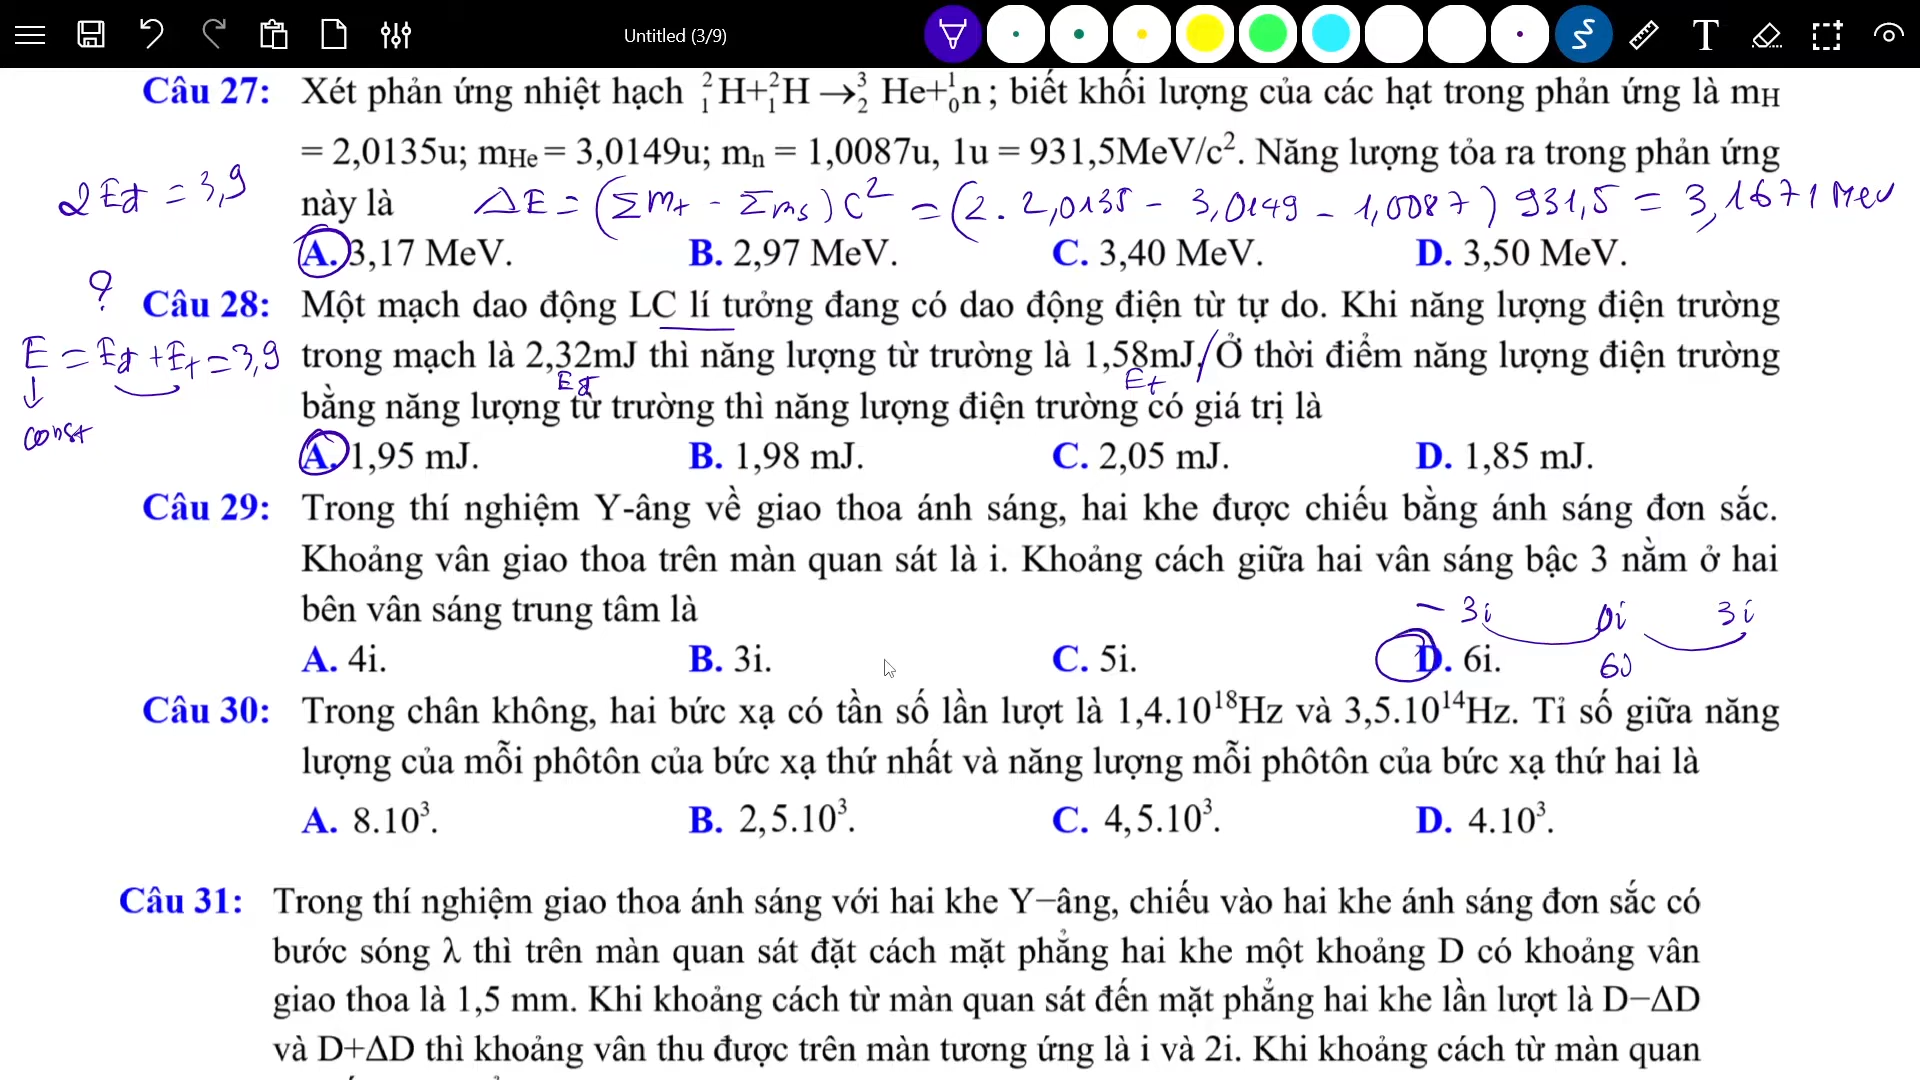 Untitled (3/9)
T
Câu 27: Xét phản ứng nhiệt hạch ²₁H+²₁H→³₂ He+¹₀n; biết khối lượng của các hạt trong phản ứng là mH
= 2,0135u; mHe = 3,0149u; mn = 1,0087u, 1u = 931,5MeV/c². Năng lượng tỏa ra trong phản ứng
2Eđ = 3,9
này là ΔE = (Σmt - Σms)C² = (2. 2,0135 - 3,0149 - 1,0087) 931,5 = 3,1671 Mev
A. 3,17 MeV. B. 2,97 MeV. C. 3,40 MeV. D. 3,50 MeV.
?
Câu 28: Một mạch dao động LC lí tưởng đang có dao động điện từ tự do. Khi năng lượng điện trường
E = Eđ + Et = 3,9
trong mạch là 2,32mJ thì năng lượng từ trường là 1,58mJ. Ở thời điểm năng lượng điện trường
Eđ Et
bằng năng lượng từ trường thì năng lượng điện trường có giá trị là
const
A. 1,95 mJ. B. 1,98 mJ. C. 2,05 mJ. D. 1,85 mJ.
Câu 29: Trong thí nghiệm Y-âng về giao thoa ánh sáng, hai khe được chiếu bằng ánh sáng đơn sắc.
Khoảng vân giao thoa trên màn quan sát là i. Khoảng cách giữa hai vân sáng bậc 3 nằm ở hai
bên vân sáng trung tâm là
- 3i 0i 3i
A. 4i. B. 3i. C. 5i. D. 6i. 6i
Câu 30: Trong chân không, hai bức xạ có tần số lần lượt là 1,4.10¹⁸Hz và 3,5.10¹⁴Hz. Tỉ số giữa năng
lượng của mỗi phôtôn của bức xạ thứ nhất và năng lượng mỗi phôtôn của bức xạ thứ hai là
A. 8.10³. B. 2,5.10³. C. 4,5.10³. D. 4.10³.
Câu 31: Trong thí nghiệm giao thoa ánh sáng với hai khe Y−âng, chiếu vào hai khe ánh sáng đơn sắc có
bước sóng λ thì trên màn quan sát đặt cách mặt phẳng hai khe một khoảng D có khoảng vân
giao thoa là 1,5 mm. Khi khoảng cách từ màn quan sát đến mặt phẳng hai khe lần lượt là D−ΔD
và D+ΔD thì khoảng vân thu được trên màn tương ứng là i và 2i. Khi khoảng cách từ màn quan